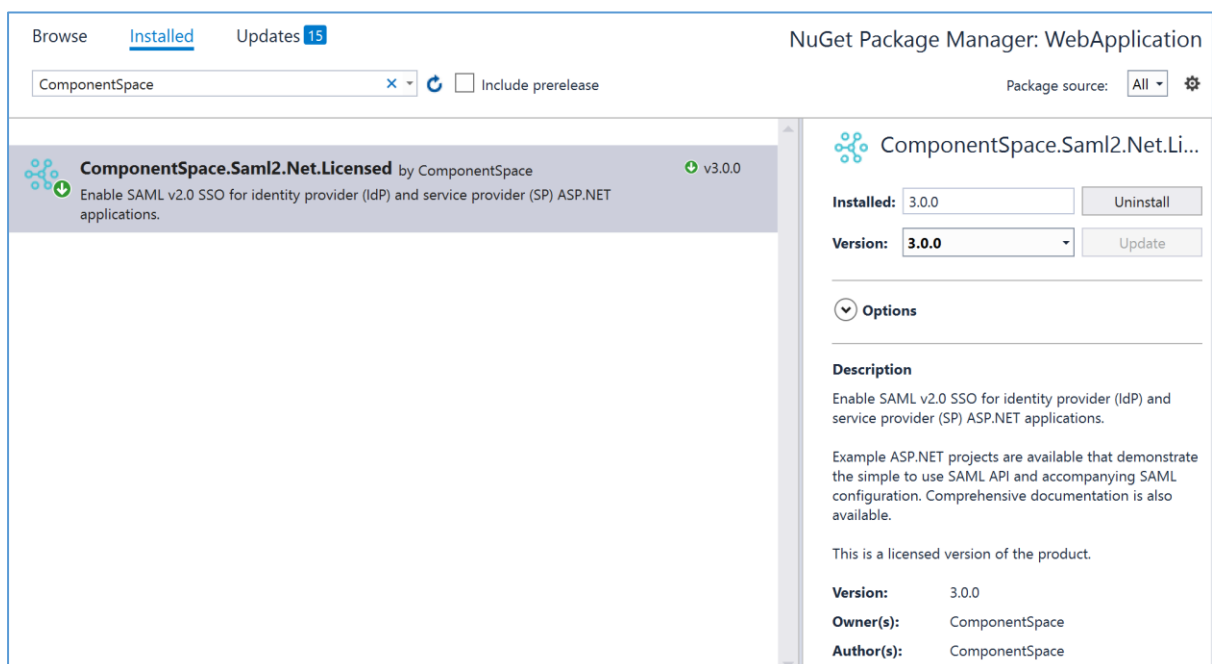 Browse Installed Updates 15
NuGet Package Manager: WebApplication
ComponentSpace
Include prerelease
Package source: All
ComponentSpace.Saml2.Net.Licensed by ComponentSpace
v3.0.0
Enable SAML v2.0 SSO for identity provider (IdP) and service provider (SP) ASP.NET
applications.
ComponentSpace.Saml2.Net.Li...
Installed: 3.0.0 Uninstall
Version: 3.0.0 Update
Options
Description
Enable SAML v2.0 SSO for identity provider (IdP) and
service provider (SP) ASP.NET applications.
Example ASP.NET projects are available that demonstrate
the simple to use SAML API and accompanying SAML
configuration. Comprehensive documentation is also
available.
This is a licensed version of the product.
Version: 3.0.0
Owner(s): ComponentSpace
Author(s): ComponentSpace